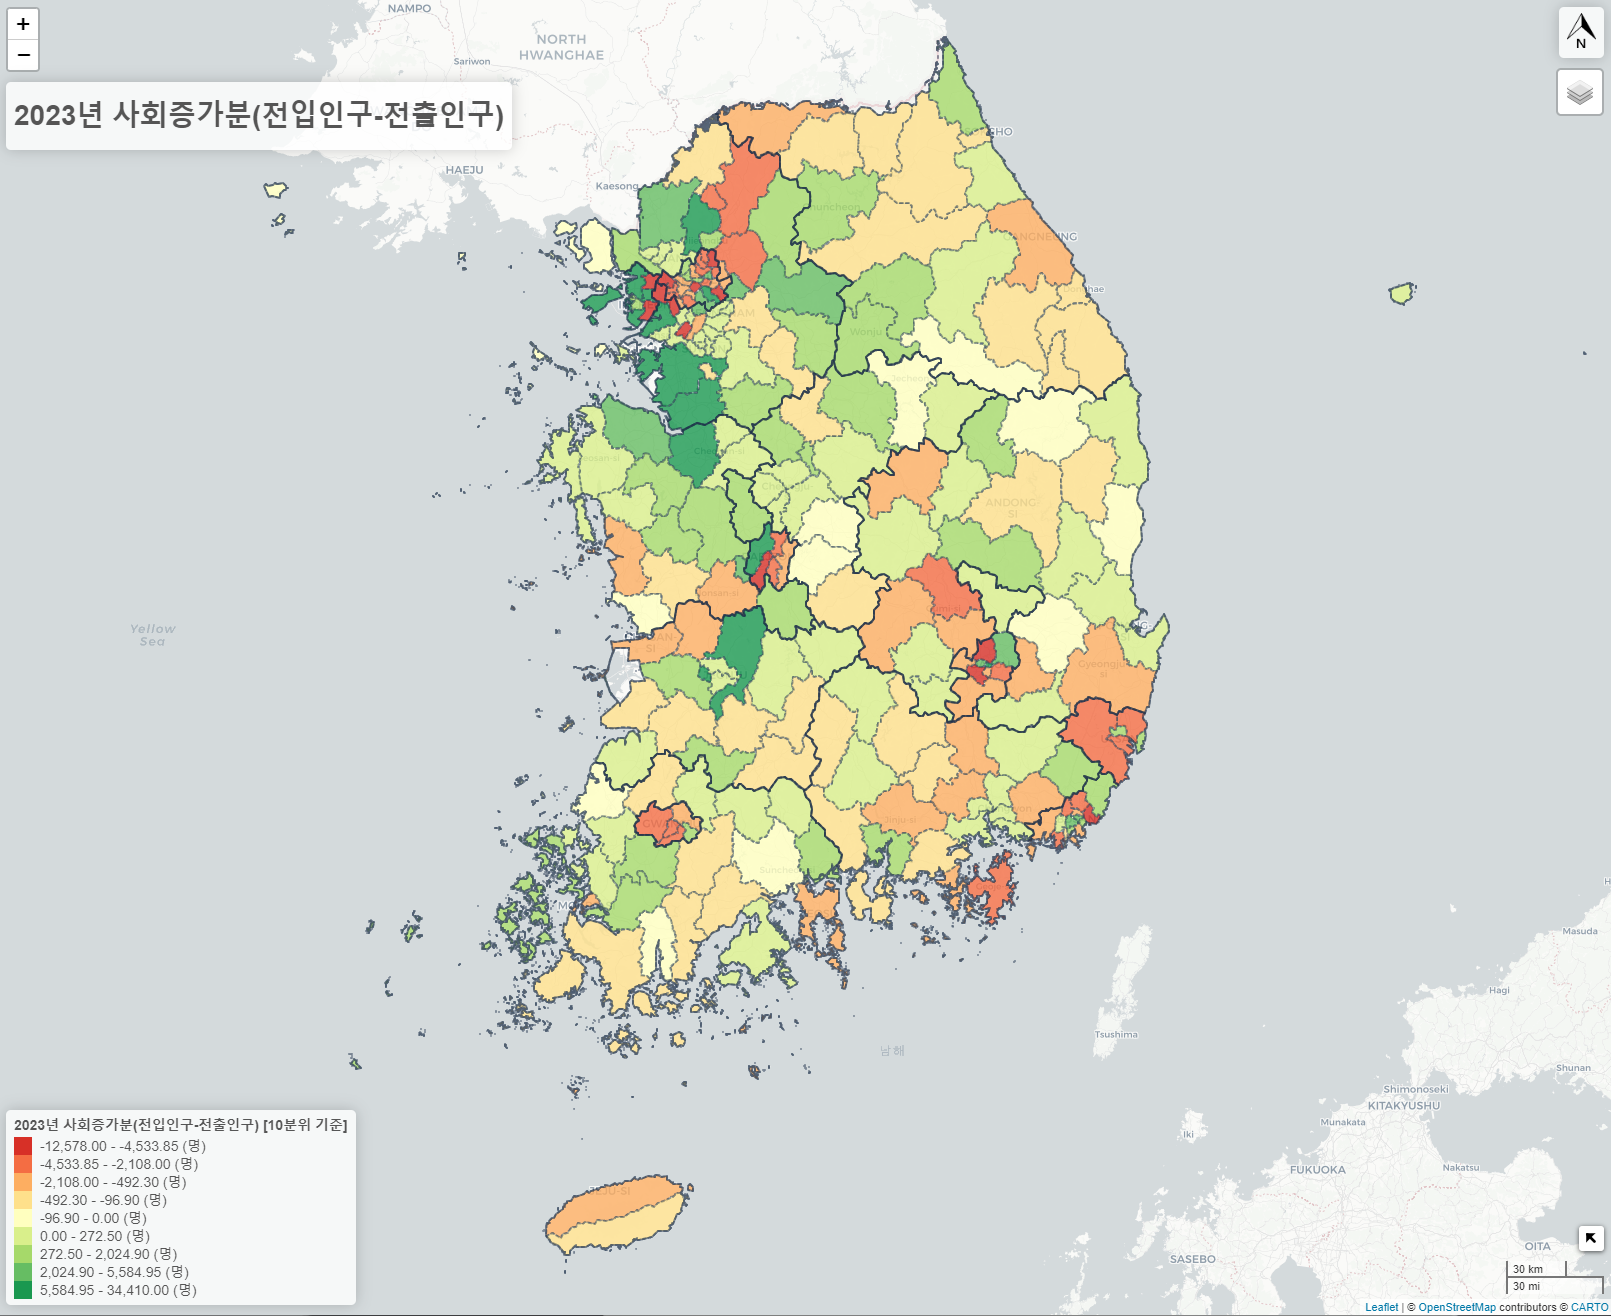 +
−
N
2023년 사회증가분(전입인구-전출인구)
NAMPO
NORTH
HWANGHAE
Sariwon
HAEJU
Kaesong
GHO
GANGNEUNG
Wonju
ANDONG-
SI
Gyeongju-
si
Jinju-si
JEJU-SI
Yellow
Sea
남해
Tsushima
Iki
Masuda
Hagi
Shunan
Shimonoseki
KITAKYUSHU
Munakata
FUKUOKA
Nakatsu
OITA
SASEBO
2023년 사회증가분(전입인구-전출인구) [10분위 기준]
-12,578.00 - -4,533.85 (명)
-4,533.85 - -2,108.00 (명)
-2,108.00 - -492.30 (명)
-492.30 - -96.90 (명)
-96.90 - 0.00 (명)
0.00 - 272.50 (명)
272.50 - 2,024.90 (명)
2,024.90 - 5,584.95 (명)
5,584.95 - 34,410.00 (명)
30 km
30 mi
Leaflet | © OpenStreetMap contributors © CARTO